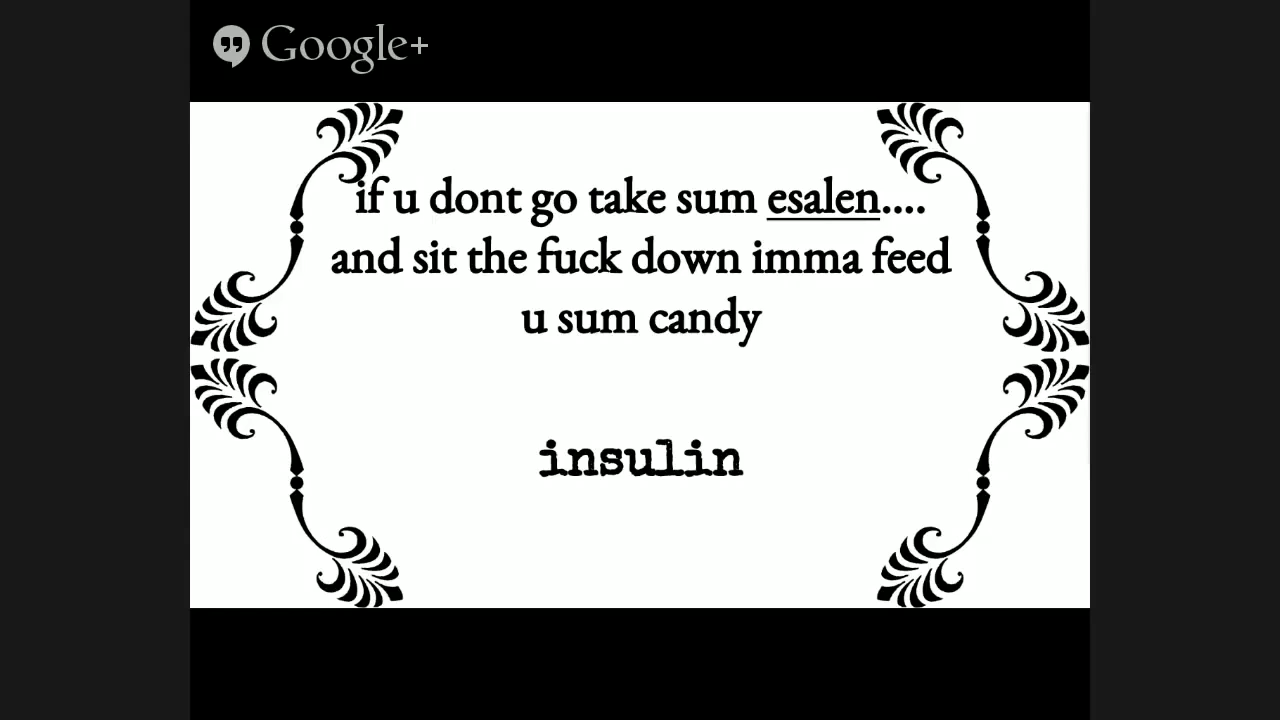 Google+
if u dont go take sum esalen....
and sit the fuck down imma feed
u sum candy
insulin